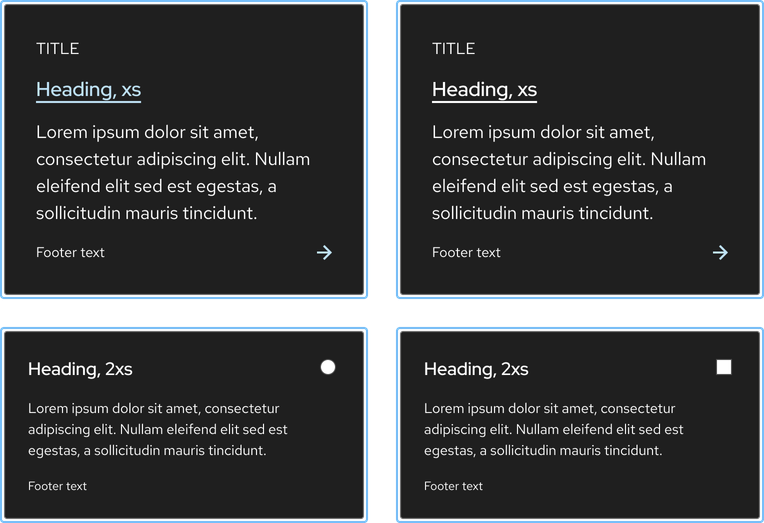 TITLE
Heading, xs
Lorem ipsum dolor sit amet,
consectetur adipiscing elit. Nullam
eleifend elit sed est egestas, a
sollicitudin mauris tincidunt.
Footer text
TITLE
Heading, xs
Lorem ipsum dolor sit amet,
consectetur adipiscing elit. Nullam
eleifend elit sed est egestas, a
sollicitudin mauris tincidunt.
Footer text
Heading, 2xs
Lorem ipsum dolor sit amet, consectetur
adipiscing elit. Nullam eleifend elit sed est
egestas, a sollicitudin mauris tincidunt.
Footer text
Heading, 2xs
Lorem ipsum dolor sit amet, consectetur
adipiscing elit. Nullam eleifend elit sed est
egestas, a sollicitudin mauris tincidunt.
Footer text